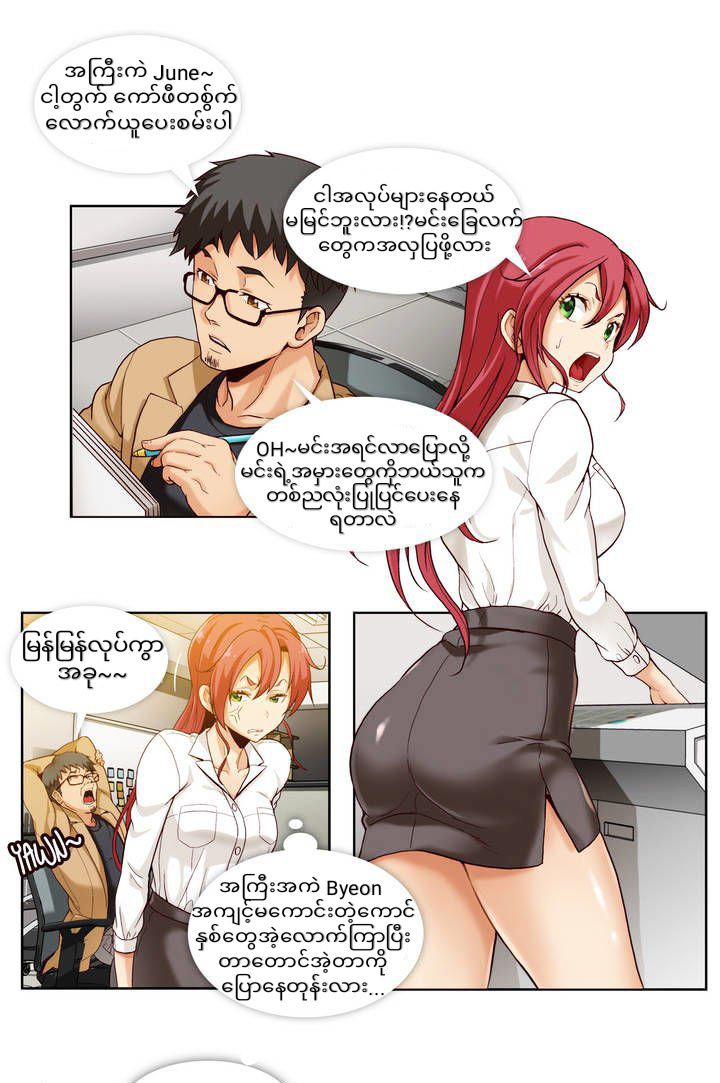 အကြီးကဲ June~
ငါ့တွက် ကော်ဖီတစ်ွက်
လောက်ယူပေးစမ်းပါ
ငါအလုပ်များနေတယ်
မမြင်ဘူးလား!?မင်းခြေလက်
တွေကအလှပြဖို့လား
OH~မင်းအရင်လာပြောလို့
မင်းရဲ့အမှားတွေကိုဘယ်သူက
တစ်ညလုံးပြုပြင်ပေးနေ
ရတာလဲ
မြန်မြန်လုပ်ကွာ
အခု~~
YAWN~
အကြီးအကဲ Byeon
အကျင့်မကောင်းတဲ့ကောင်
နှစ်တွေအဲ့လောက်ကြာပြီး
တာတောင်အဲ့တာကို
ပြောနေတုန်းလား...